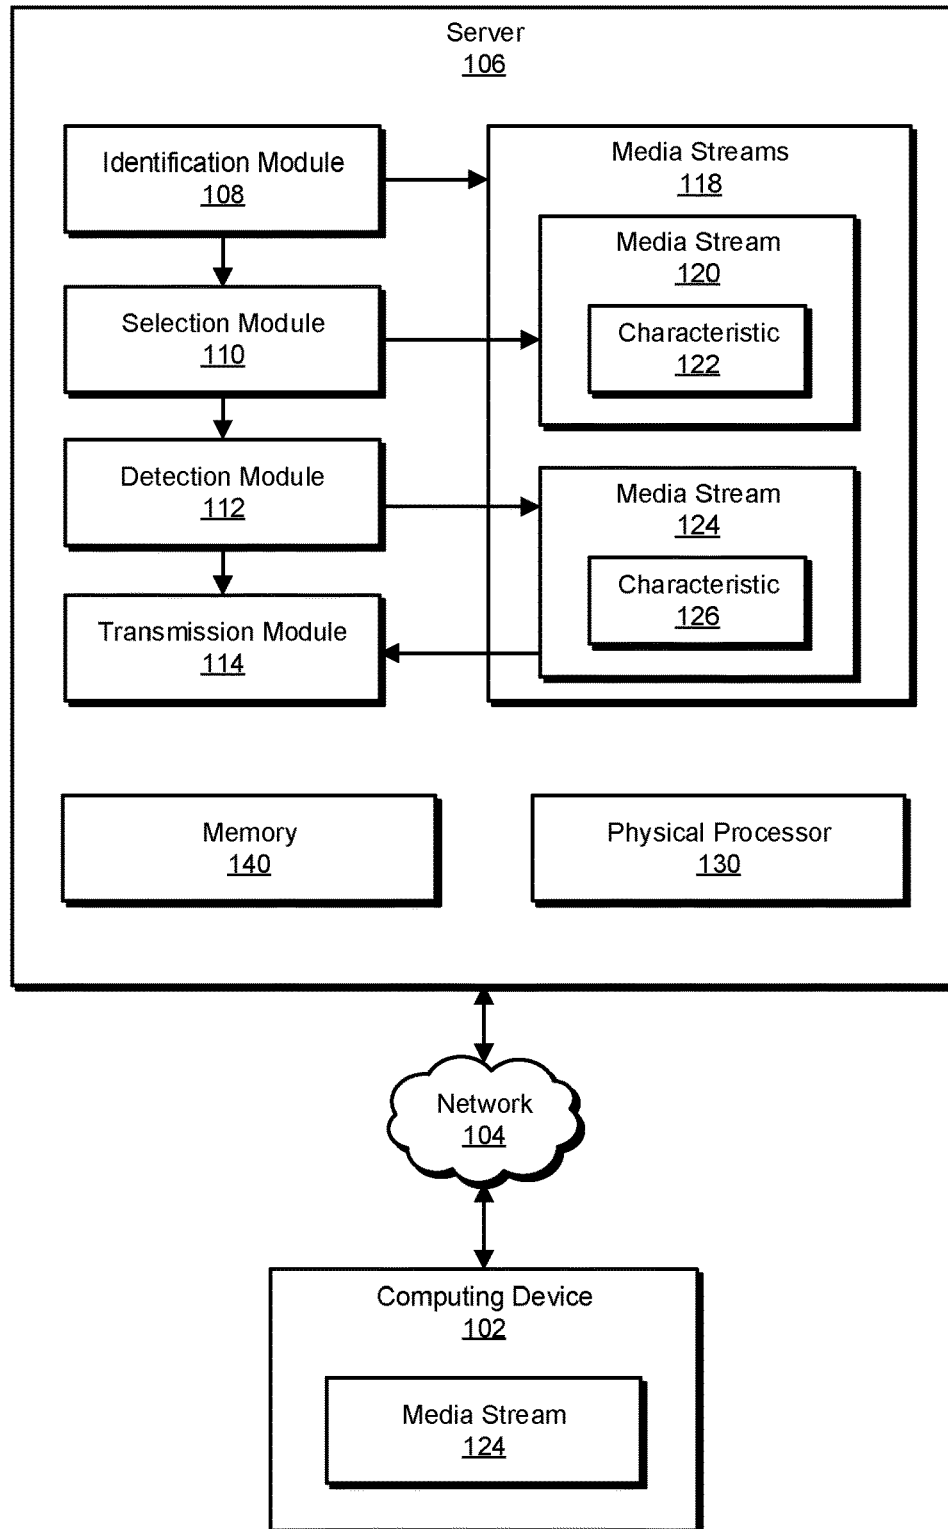 Server
106
Identification Module
108
Selection Module
110
Detection Module
112
Transmission Module
114
Media Streams
118
Media Stream
120
Characteristic
122
Media Stream
124
Characteristic
126
Memory
140
Physical Processor
130
Network
104
Computing Device
102
Media Stream
124